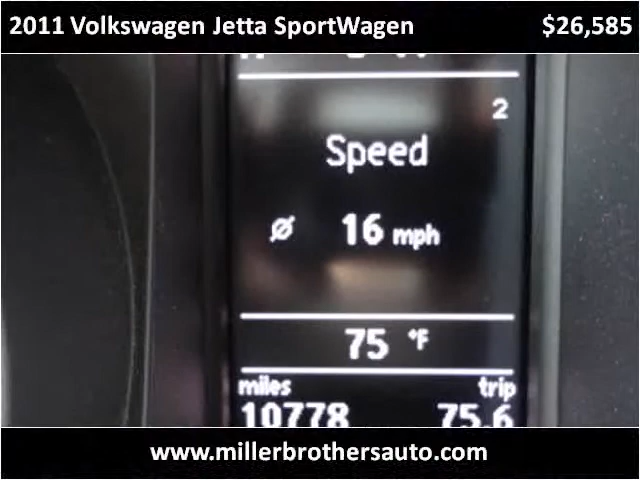 2011 Volkswagen Jetta SportWagen $26,585
2
Speed
Ø 16 mph
75 °F
miles trip
10778 75.6
www.millerbrothersauto.com